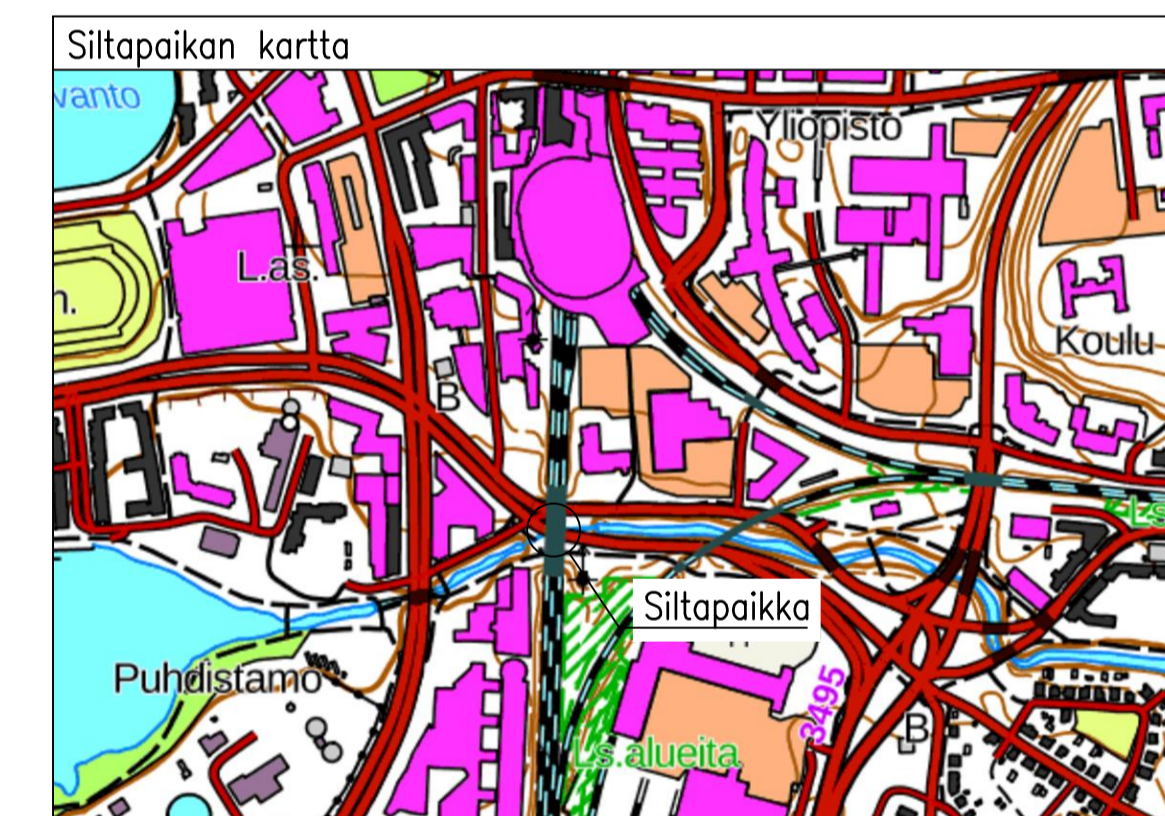 Siltapaikan kartta
vanto
Yliopisto
L.as.
n.
Koulu
B
Ls
Siltapaikka
Puhdistamo
3495
B
Ls.alueita